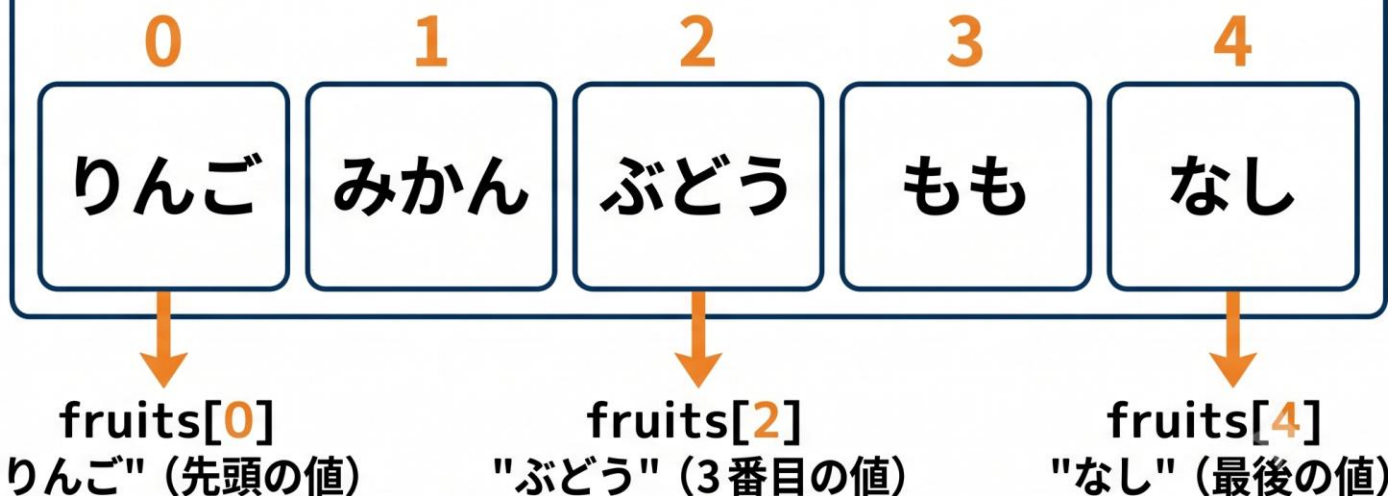 0 1 2 3 4
りんご みかん ぶどう もも なし
fruits[0] fruits[2] fruits[4]
りんご" (先頭の値) "ぶどう" (3番目の値) "なし" (最後の値)